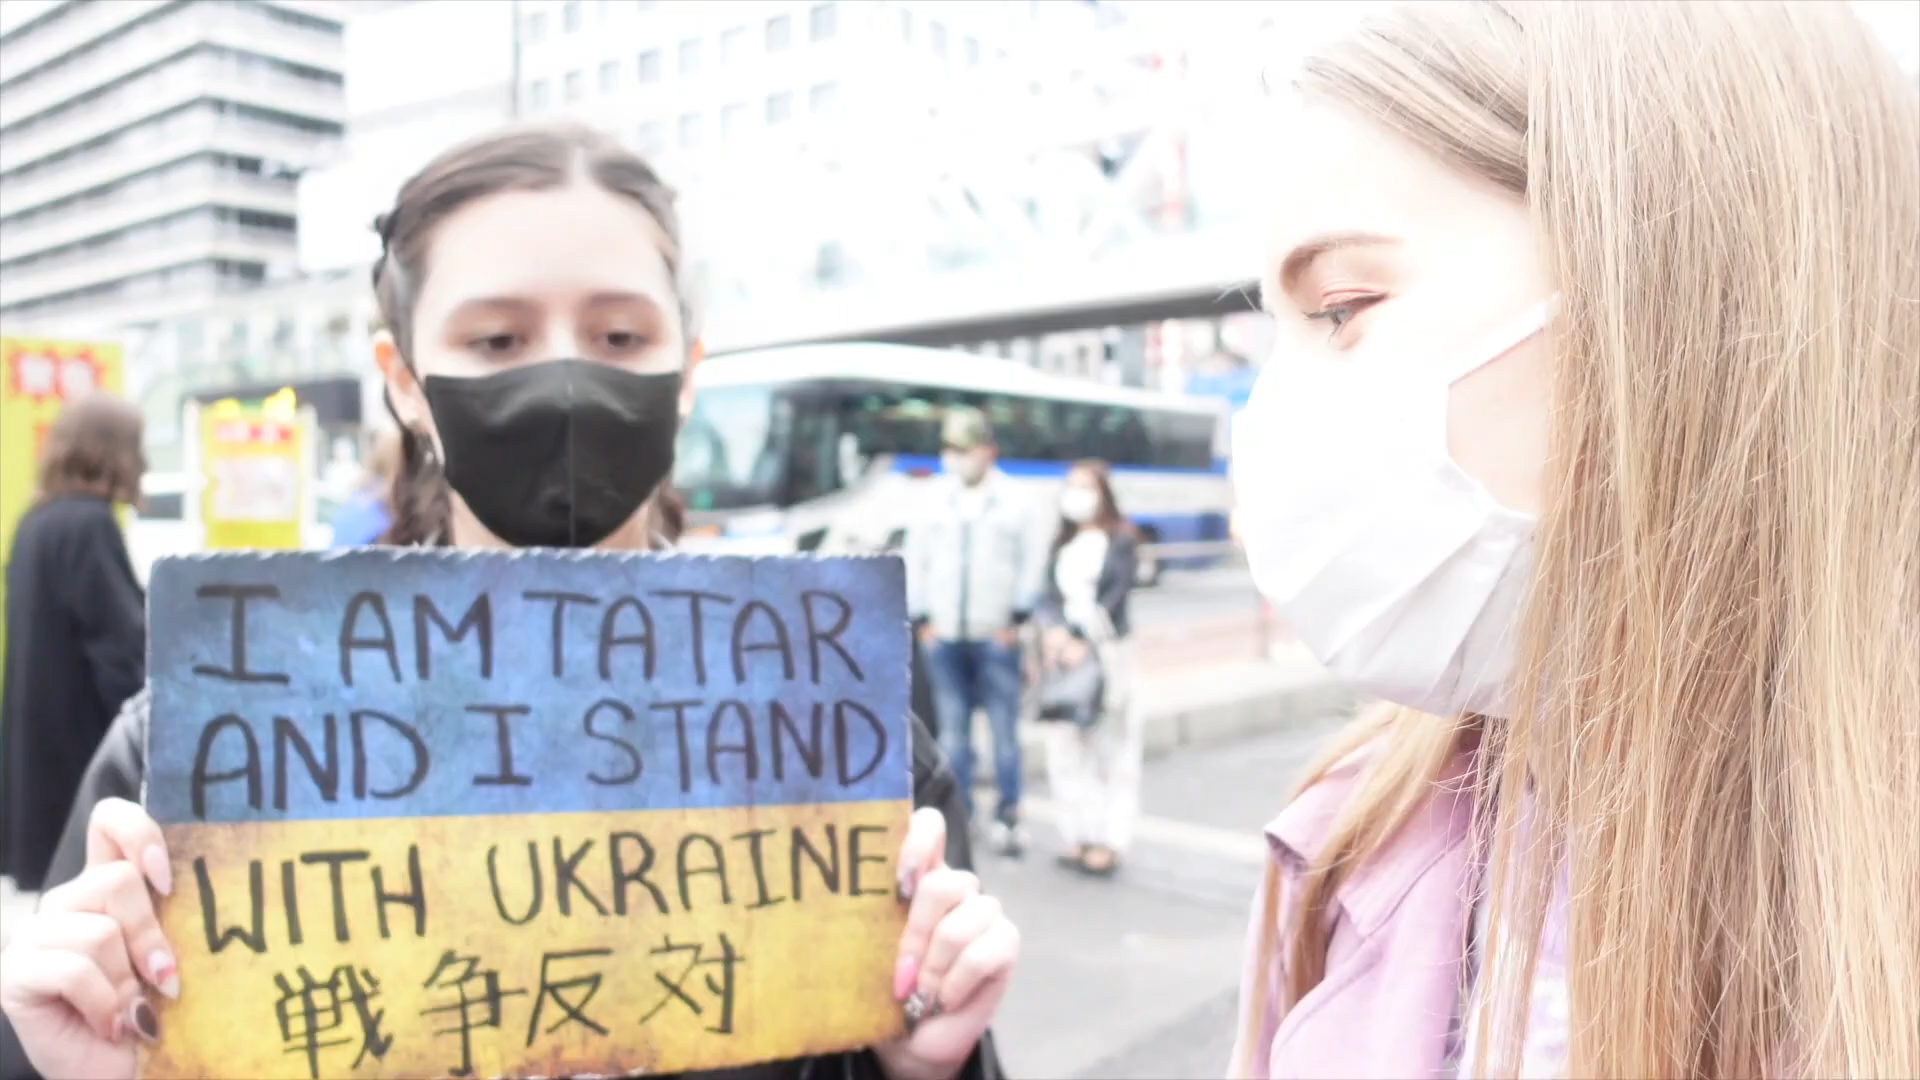 I AM TATAR
AND I STAND
WITH UKRAINE
戦争反対